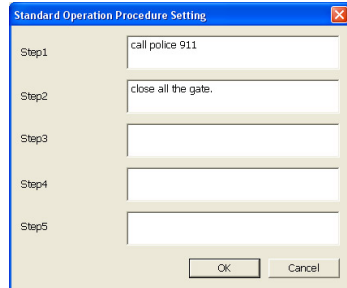 Standard Operation Procedure Setting
Step1
call police 911
Step2
close all the gate.
Step3
Step4
Step5
OK
Cancel